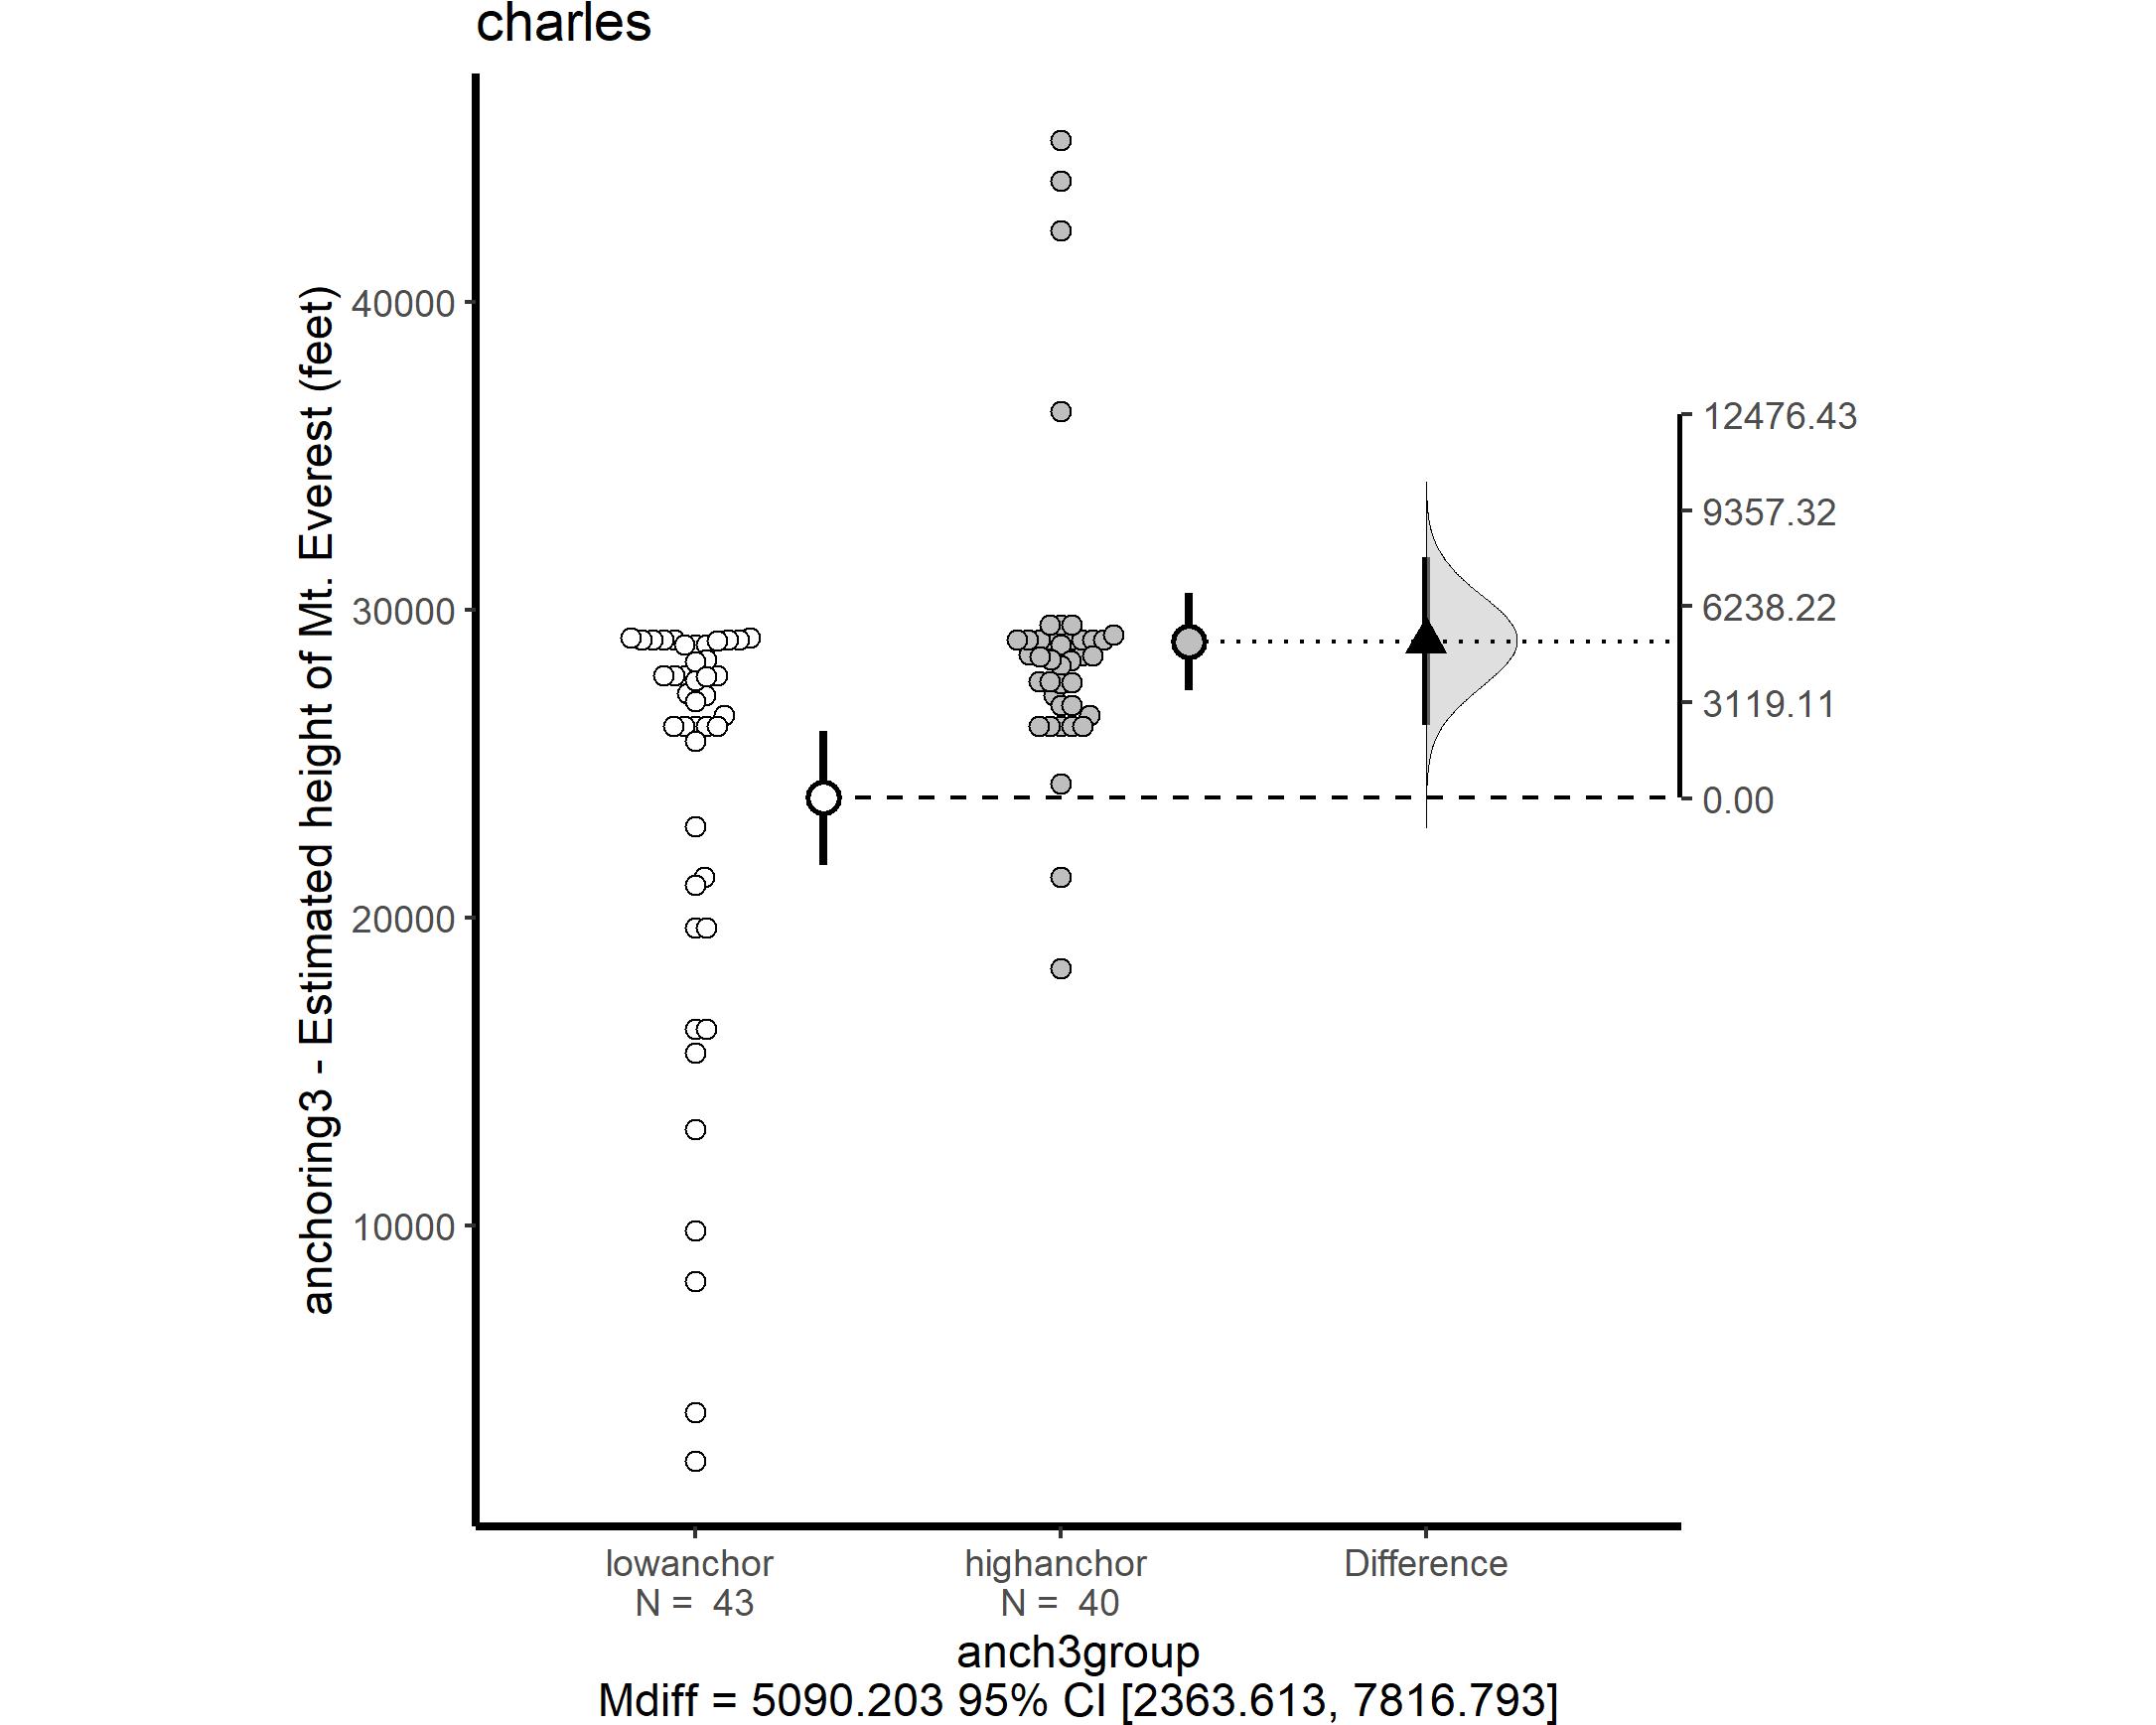 charles
anchoring3 - Estimated height of Mt. Everest (feet)
40000
30000
20000
10000
12476.43
9357.32
6238.22
3119.11
0.00
lowanchor
N = 43
highanchor
N = 40
Difference
anch3group
Mdiff = 5090.203 95% CI [2363.613, 7816.793]